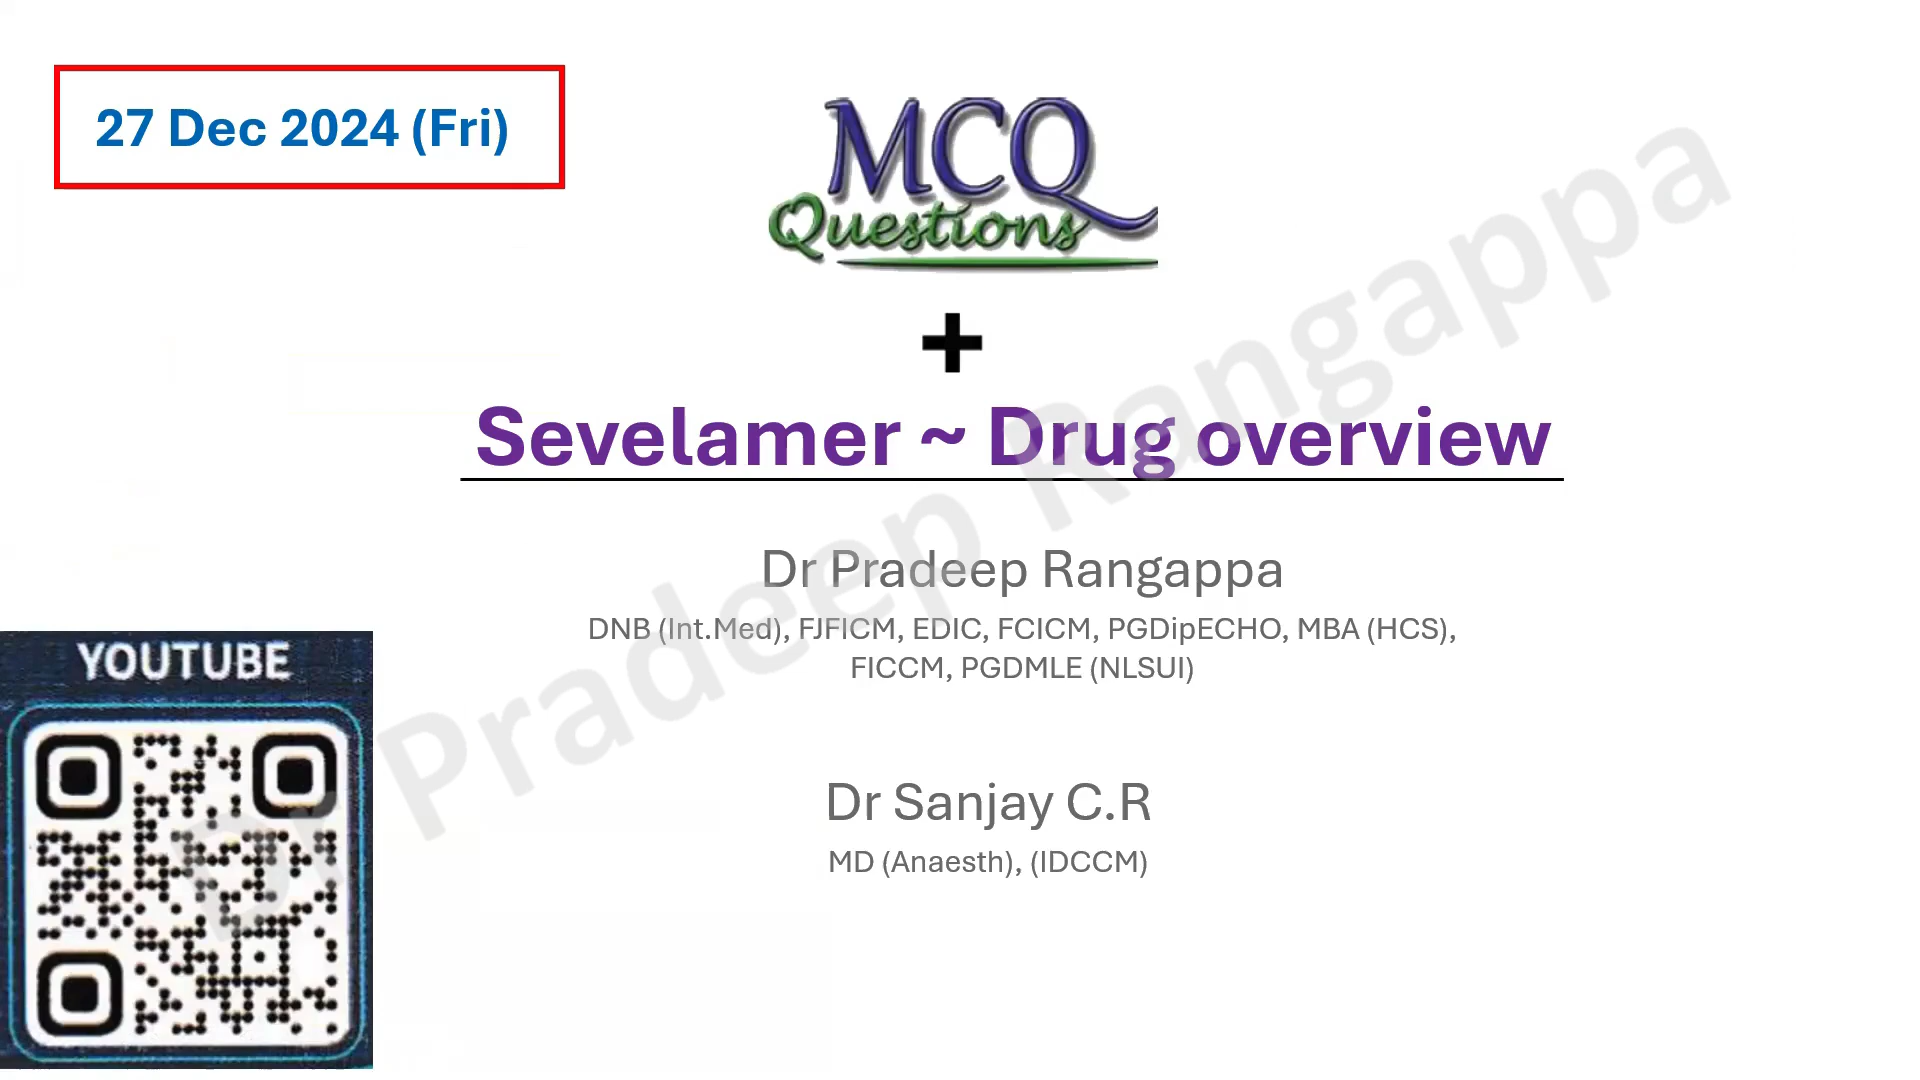 27 Dec 2024 (Fri)
MCQ
Questions
+
Sevelamer ~ Drug overview
Dr Pradeep Rangappa
DNB (Int.Med), FJFICM, EDIC, FCICM, PGDipECHO, MBA (HCS),
FICCM, PGDMLE (NLSUI)
Dr Sanjay C.R
MD (Anaesth), (IDCCM)
YOUTUBE
Dr Pradeep Rangappa